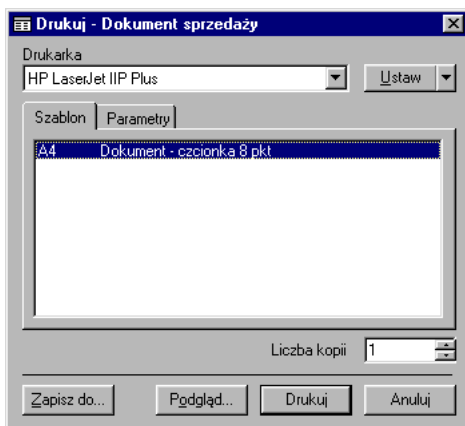 Drukuj - Dokument sprzedaży
Drukarka
HP LaserJet IIP Plus
Ustaw
Szablon Parametry
A4 Dokument - czcionka 8 pkt
Liczba kopii 1
Zapisz do... Podgląd... Drukuj Anuluj